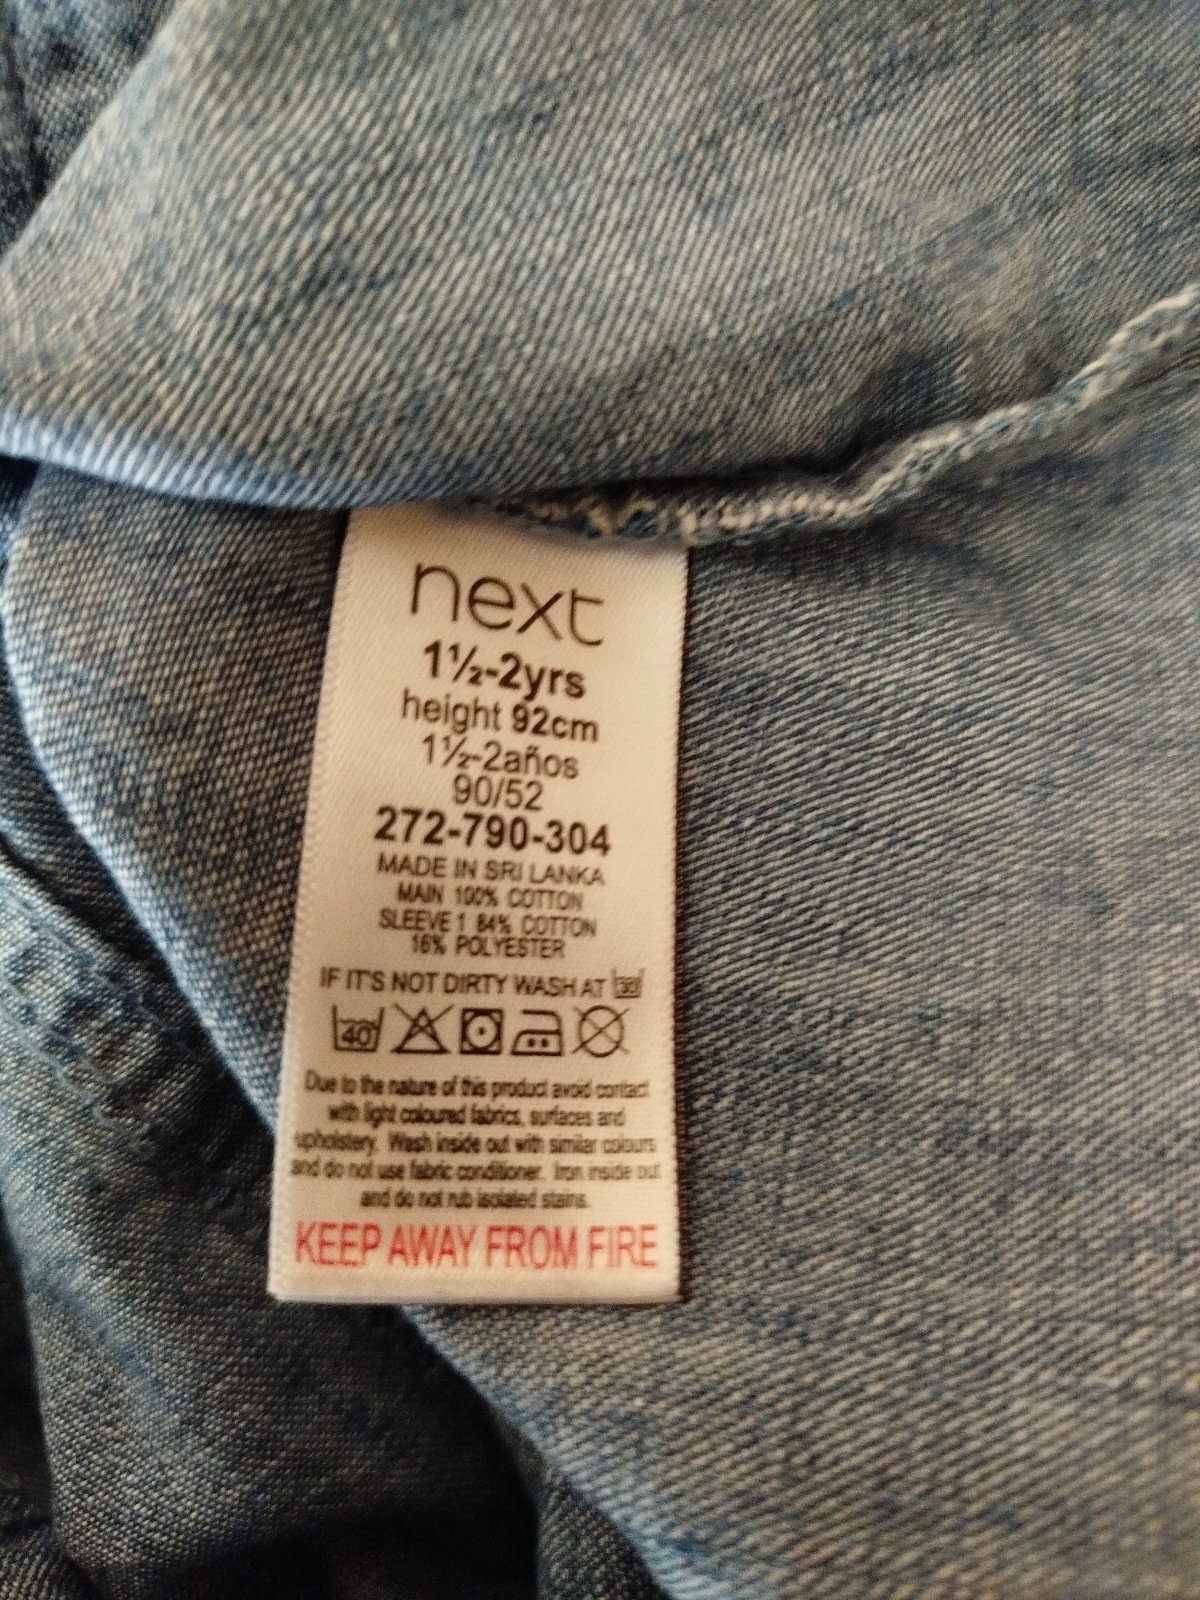 next
1½-2yrs
height 92cm
1½-2años
90/52
272-790-304
MADE IN SRI LANKA
MAIN 100% COTTON
SLEEVE 1 84% COTTON
16% POLYESTER
IF IT'S NOT DIRTY WASH AT 30
40
Due to the nature of this product avoid contact
with light coloured fabrics, surfaces and
upholstery. Wash inside out with similar colours
and do not use fabric conditioner. Iron inside out
and do not rub isolated stains.
KEEP AWAY FROM FIRE